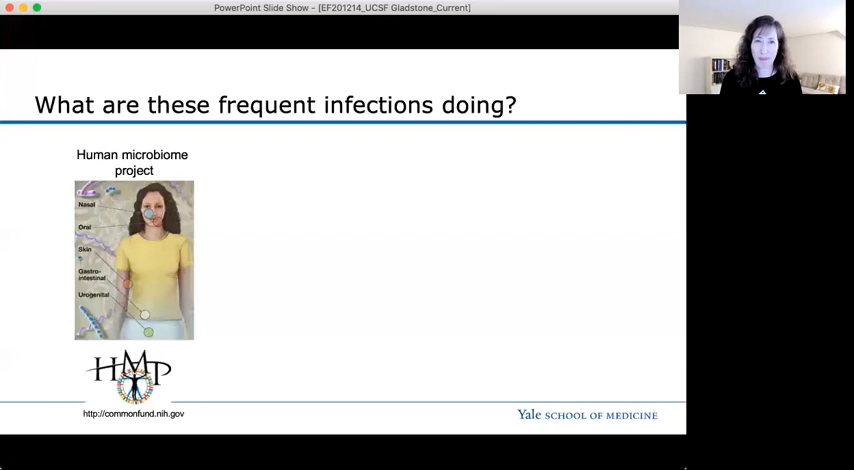 PowerPoint Slide Show - [EF201214_UCSF Gladstone_Current]
What are these frequent infections doing?
Human microbiome
project
Nasal
Oral
Skin
Gastro-
intestinal
Urogenital
HMP
http://commonfund.nih.gov
Yale SCHOOL OF MEDICINE